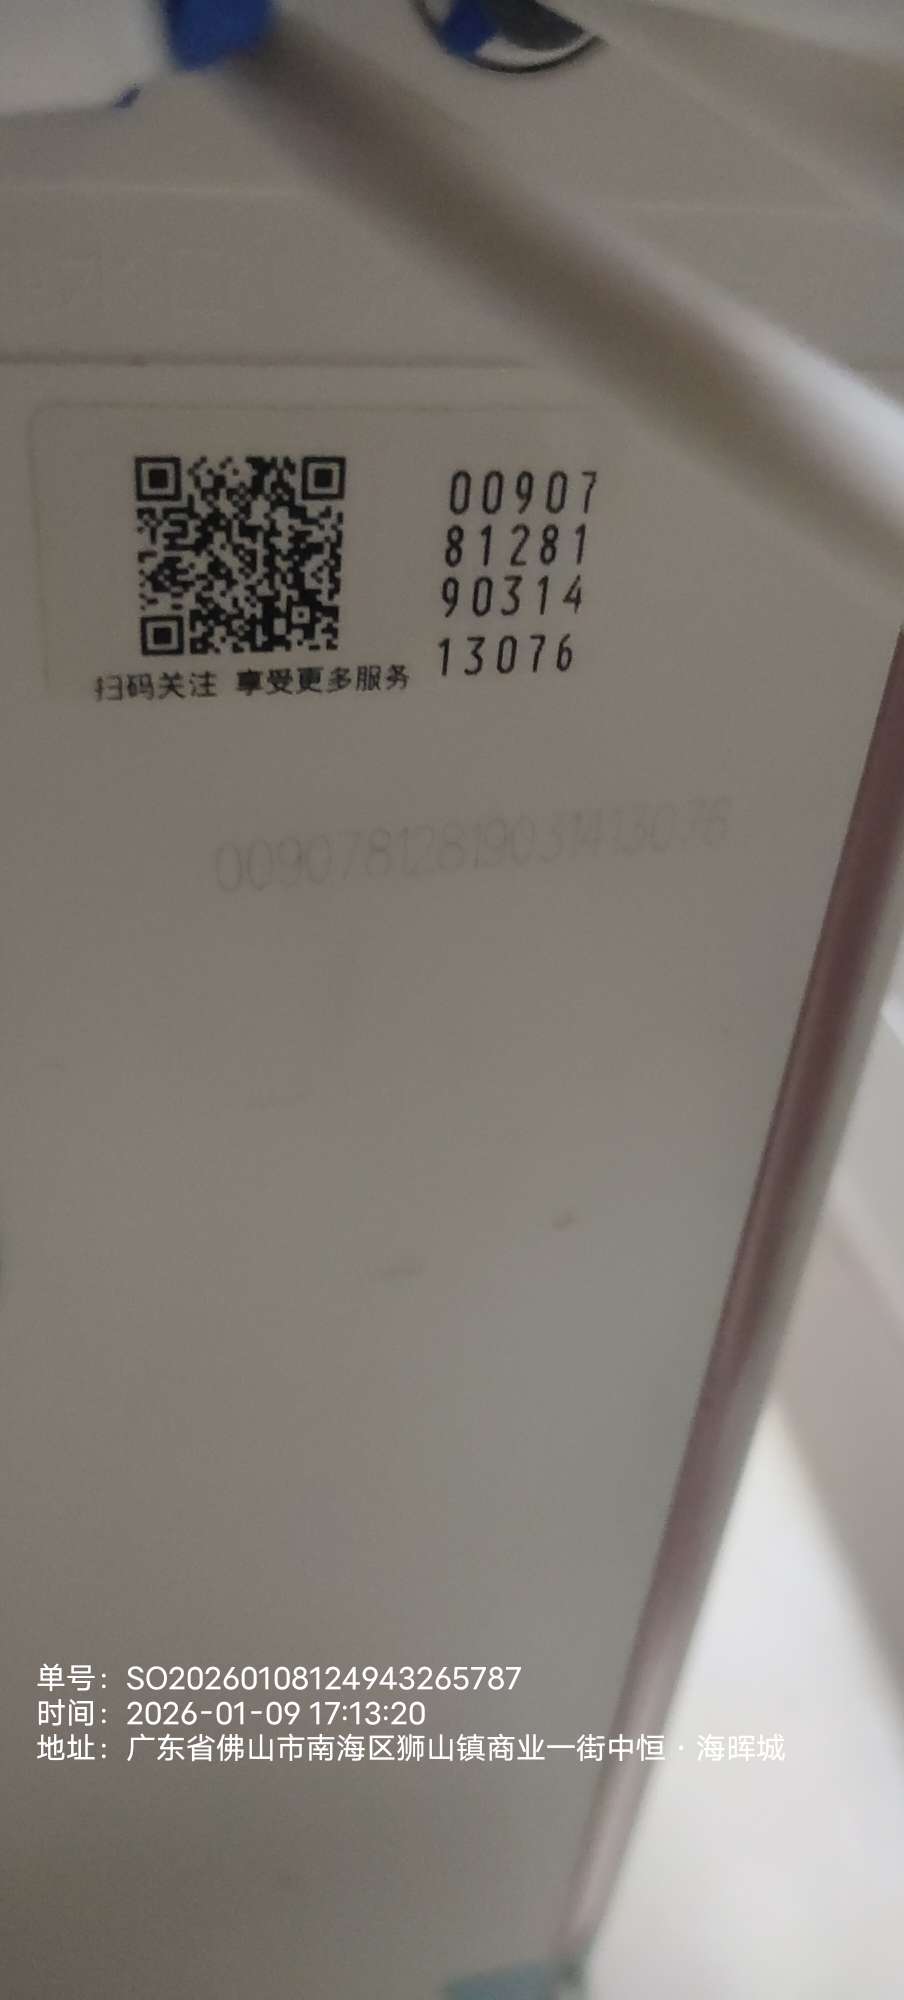 00907
81281
90314
13076
扫码关注 享受更多服务
00907812819031413076
单号：SO20260108124943265787
时间：2026-01-09 17:13:20
地址：广东省佛山市南海区狮山镇商业一街中恒·海晖城